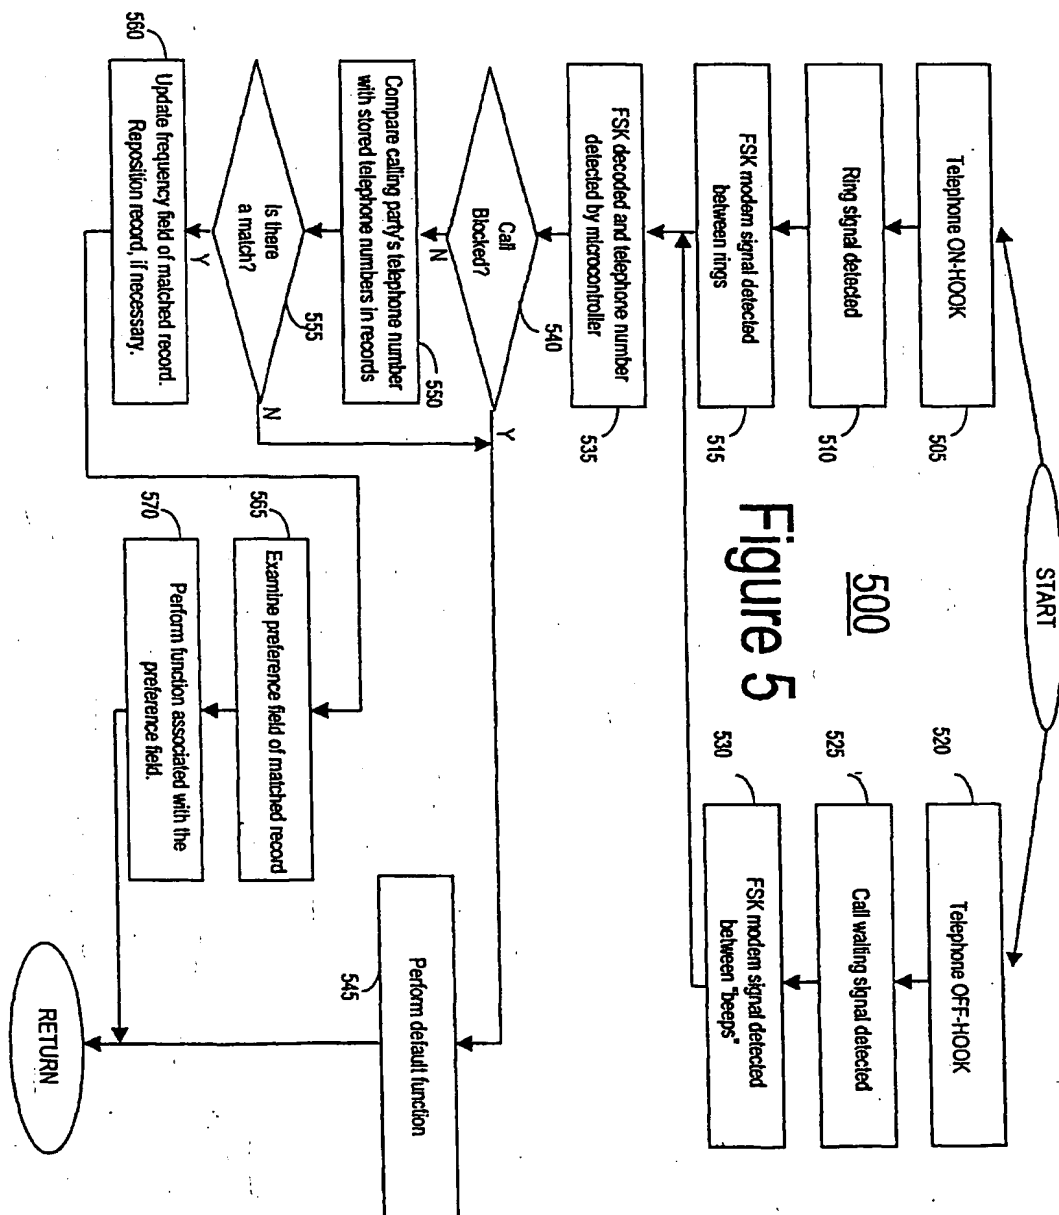 START
Telephone ON-HOOK
505
Ring signal detected
510
FSK modem signal detected
between rings
515
Telephone OFF-HOOK
520
Call waiting signal detected
525
FSK modem signal detected
between "beeps"
530
500
Figure 5
FSK decoded and telephone number
detected by microcontroller
535
Call
Blocked?
540
Y
N
Compare calling party's telephone number
with stored telephone numbers in records
550
Is there
a match?
555
N
Y
Update frequency field of matched record.
Reposition record, if necessary.
560
Examine preference field of matched record
565
Perform function associated with the
preference field.
570
Perform default function
545
RETURN